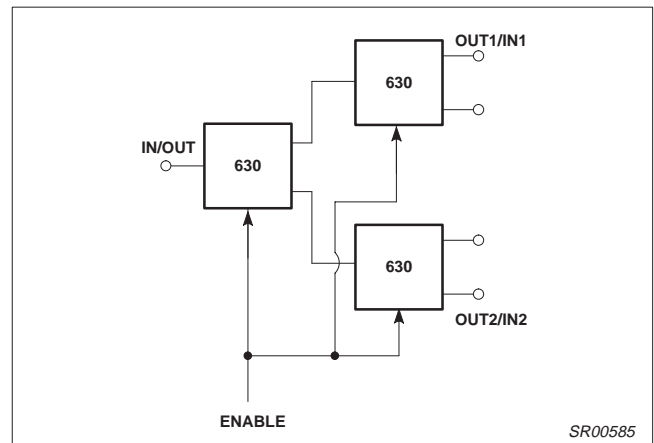 OUT1/IN1
630
IN/OUT
630
630
OUT2/IN2
ENABLE
SR00585